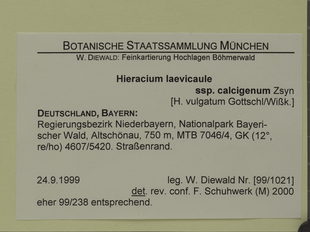 BOTANISCHE STAATSSAMMLUNG MÜNCHEN
W. DIEWALD: Feinkartierung Hochlagen Böhmerwald
Hieracium laevicaule
ssp. calcigenum Zsyn
[H. vulgatum Gottschl/Wißk.]
DEUTSCHLAND, BAYERN:
Regierungsbezirk Niederbayern, Nationalpark Bayeri-
scher Wald, Altschönau, 750 m, MTB 7046/4, GK (12°,
re/ho) 4607/5420. Straßenrand.
24.9.1999 leg. W. Diewald Nr. [99/1021]
det. rev. conf. F. Schuhwerk (M) 2000
eher 99/238 entsprechend.